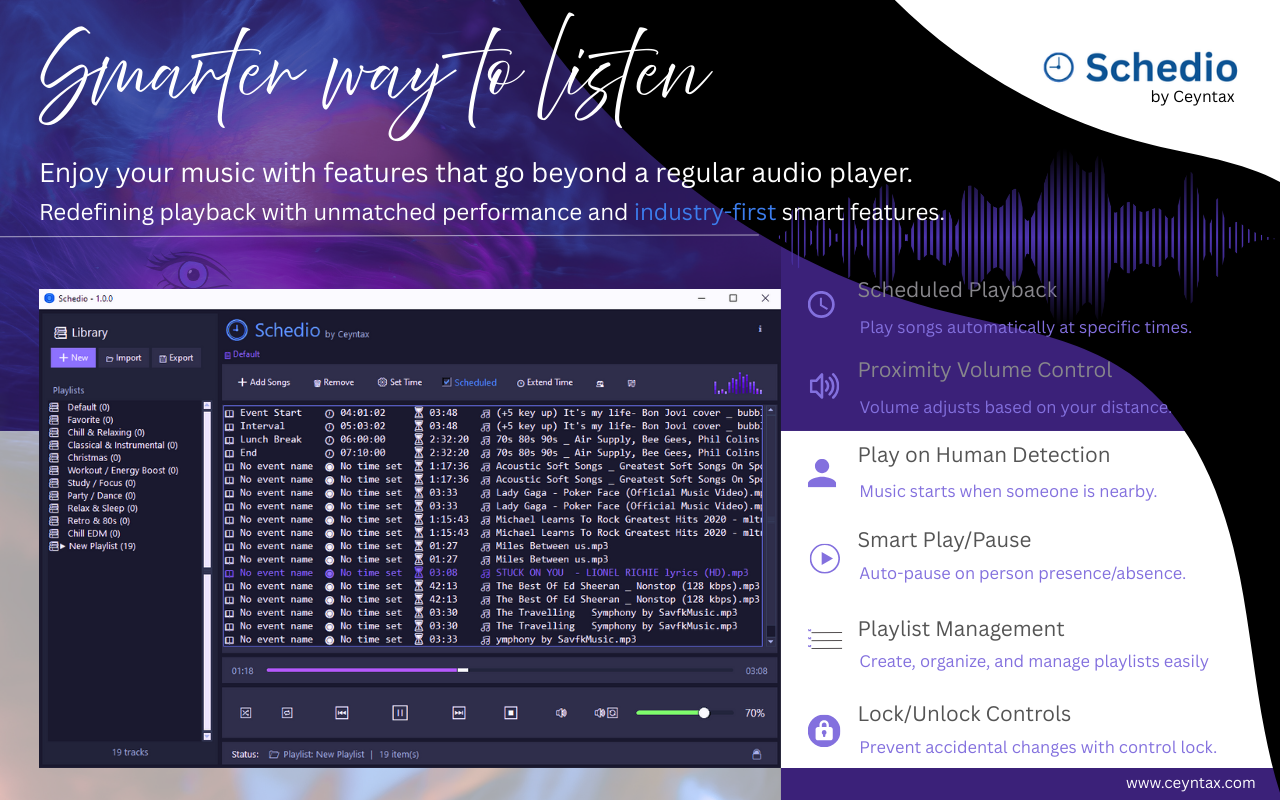 Smarter way to listen
Schedio
by Ceyntax
Enjoy your music with features that go beyond a regular audio player.
Redefining playback with unmatched performance and industry-first smart features.
Schedio - 1.0.0
Library
New
Import
Export
Playlists
Default (0)
Favorite (0)
Chill & Relaxing (0)
Classical & Instrumental (0)
Christmas (0)
Workout / Energy Boost (0)
Study / Focus (0)
Party / Dance (0)
Relax & Sleep (0)
Retro & 80s (0)
Chill EDM (0)
New Playlist (19)
19 tracks
Schedio by Ceyntax
Default
Add Songs Remove Set Time Scheduled Extend Time
Event Start 04:01:02 03:48 (+5 key up) It's my life- Bon Jovi cover _ bubbl
Interval 05:03:02 03:48 (+5 key up) It's my life- Bon Jovi cover _ bubbl
Lunch Break 06:00:00 2:32:20 70s 80s 90s _ Air Supply, Bee Gees, Phil Collins
End 07:10:00 2:32:20 70s 80s 90s _ Air Supply, Bee Gees, Phil Collins
No event name No time set 1:17:36 Acoustic Soft Songs _ Greatest Soft Songs On Spo
No event name No time set 1:17:36 Acoustic Soft Songs _ Greatest Soft Songs On Spo
No event name No time set 03:33 Lady Gaga - Poker Face (Official Music Video).mp
No event name No time set 03:33 Lady Gaga - Poker Face (Official Music Video).mp
No event name No time set 1:15:43 Michael Learns To Rock Greatest Hits 2020 - mltr
No event name No time set 1:15:43 Michael Learns To Rock Greatest Hits 2020 - mltr
No event name No time set 01:27 Miles Between us.mp3
No event name No time set 01:27 Miles Between us.mp3
No event name No time set 03:08 STUCK ON YOU - LIONEL RICHIE lyrics (HD).mp3
No event name No time set 42:13 The Best Of Ed Sheeran _ Nonstop (128 kbps).mp3
No event name No time set 42:13 The Best Of Ed Sheeran _ Nonstop (128 kbps).mp3
No event name No time set 03:30 The Travelling Symphony by SavfkMusic.mp3
No event name No time set 03:30 The Travelling Symphony by SavfkMusic.mp3
No event name No time set 03:33 ymphony by SavfkMusic.mp3
01:18 03:08
70%
Status: Playlist: New Playlist | 19 item(s)
Scheduled Playback
Play songs automatically at specific times.
Proximity Volume Control
Volume adjusts based on your distance.
Play on Human Detection
Music starts when someone is nearby.
Smart Play/Pause
Auto-pause on person presence/absence.
Playlist Management
Create, organize, and manage playlists easily
Lock/Unlock Controls
Prevent accidental changes with control lock.
www.ceyntax.com